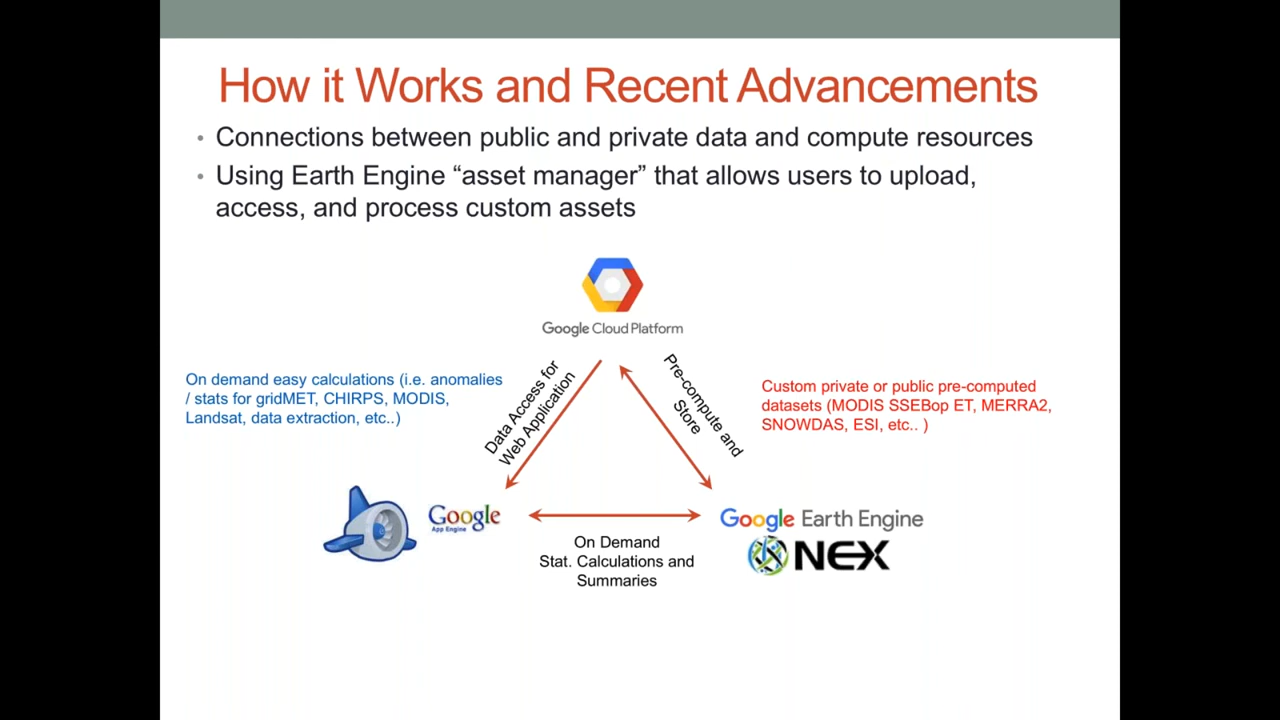 How it Works and Recent Advancements
• Connections between public and private data and compute resources
• Using Earth Engine “asset manager” that allows users to upload,
access, and process custom assets
Google Cloud Platform
On demand easy calculations (i.e. anomalies
/ stats for gridMET, CHIRPS, MODIS,
Landsat, data extraction, etc..)
Data Access for
Web Application
Pre-compute and
Store
Custom private or public pre-computed
datasets (MODIS SSEBop ET, MERRA2,
SNOWDAS, ESI, etc.. )
Google
App Engine
Google Earth Engine
NEX
On Demand
Stat. Calculations and
Summaries